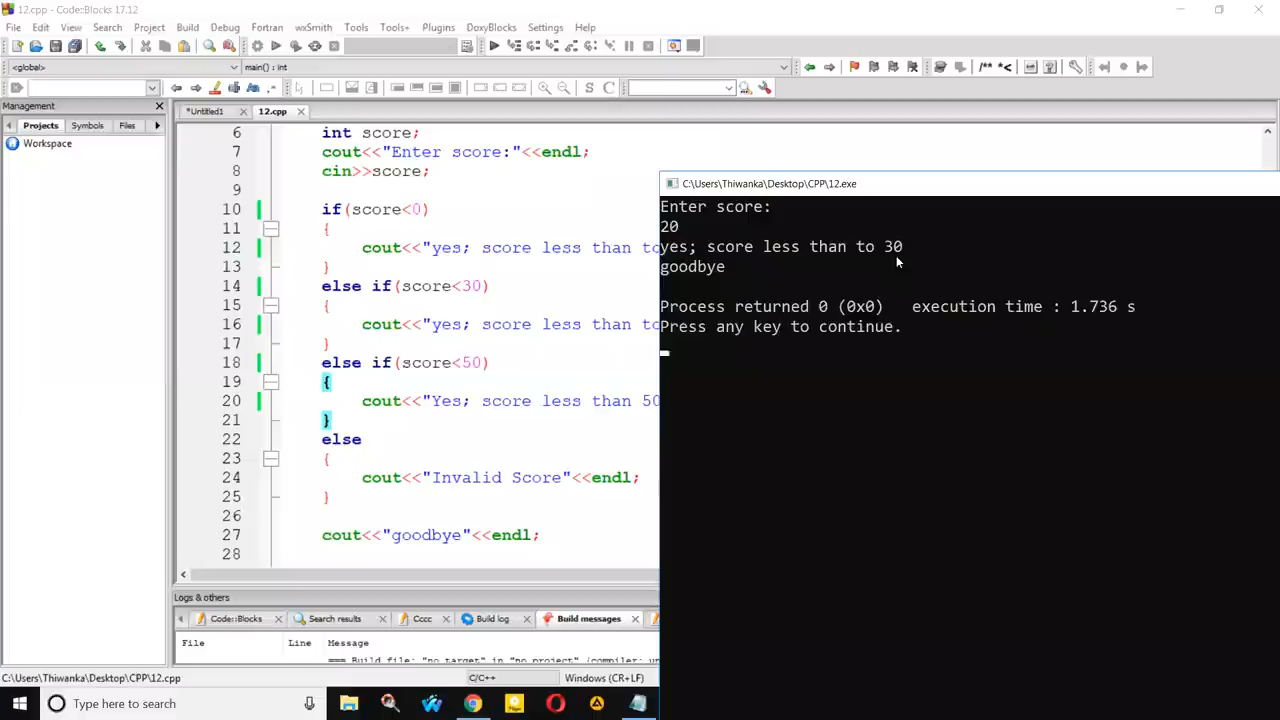 12.cpp - Code::Blocks 17.12
File Edit View Search Project Build Debug Fortran wxSmith Tools Tools+ Plugins DoxyBlocks Settings Help
<global> main() : int
/** *<
S C
Management
Projects Symbols Files
Workspace
*Untitled1 12.cpp
6 int score;
7 cout<<"Enter score:"<<endl;
8 cin>>score;
9
10 if(score<0)
11 {
12 cout<<"yes; score less than to
13 }
14 else if(score<30)
15 {
16 cout<<"yes; score less than to
17 }
18 else if(score<50)
19 {
20 cout<<"Yes; score less than 50
21 }
22 else
23 {
24 cout<<"Invalid Score"<<endl;
25 }
26
27 cout<<"goodbye"<<endl;
28
C:\Users\Thiwanka\Desktop\CPP\12.exe
Enter score:
20
yes; score less than to 30
goodbye
Process returned 0 (0x0) execution time : 1.736 s
Press any key to continue.
Logs & others
Code::Blocks Search results Cccc Build log Build messages
File Line Message
=== Build file: "no target" in "no project" (compiler: un
C:\Users\Thiwanka\Desktop\CPP\12.cpp C/C++ Windows (CR+LF)
Type here to search